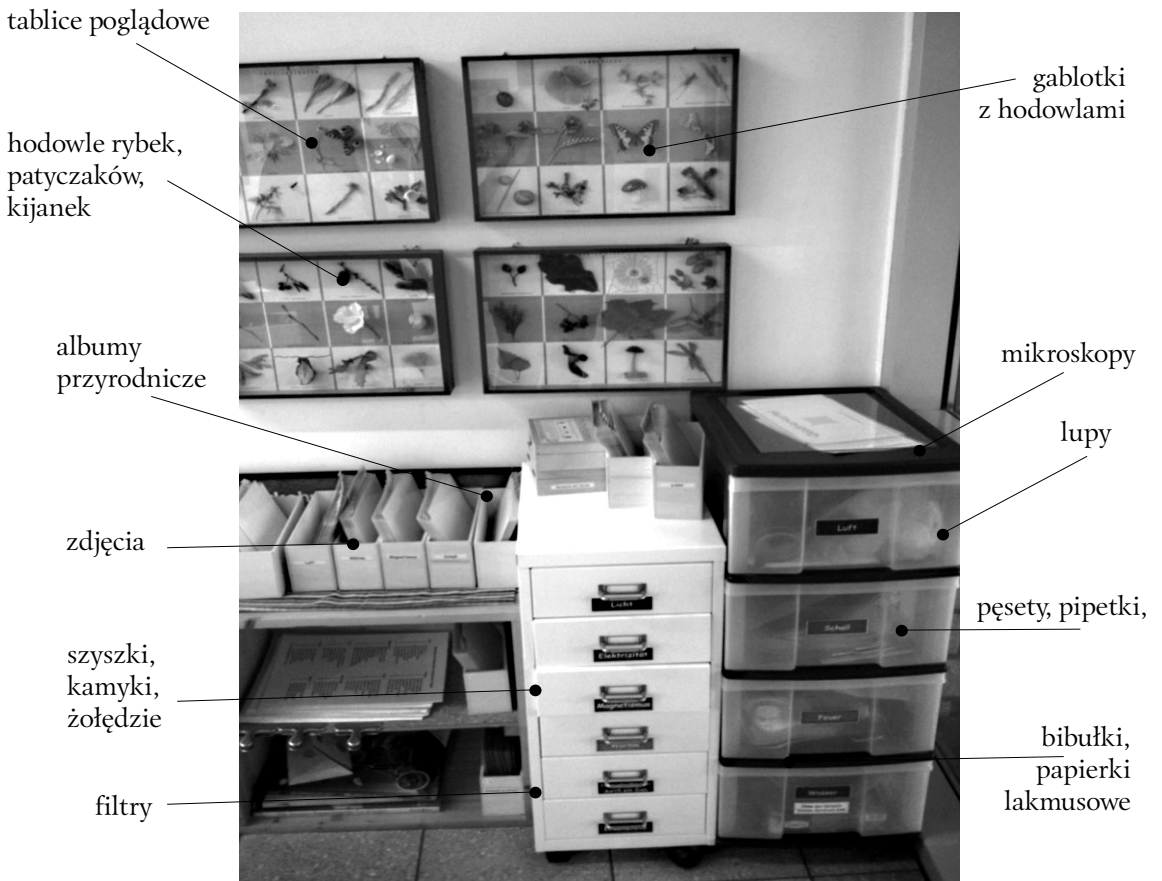 tablice poglądowe
gablotki
z hodowlami
hodowle rybek,
patyczaków,
kijanek
albumy
przyrodnicze
mikroskopy
lupy
zdjęcia
pęsety, pipetki,
szyszki,
kamyki,
żołędzie
bibułki,
papierki
lakmusowe
filtry
Luft
Schall
Feuer
Wasser
Licht
Elektrizität
Magnetismus